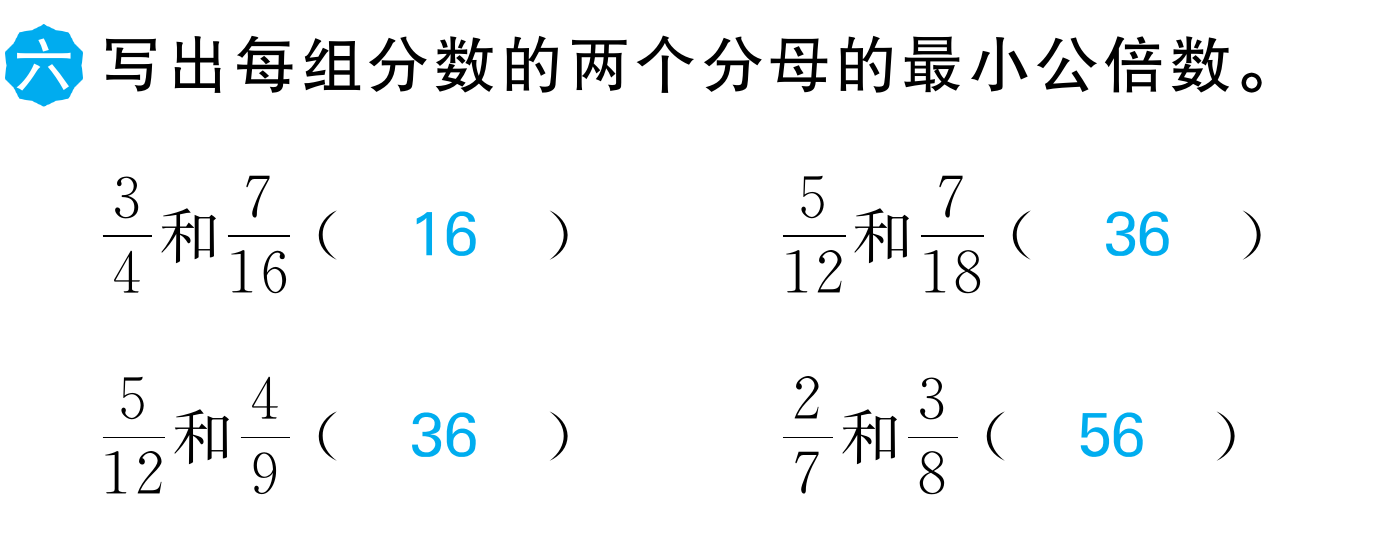 六 写出每组分数的两个分母的最小公倍数。
3/4和7/16（ 16 ） 5/12和7/18（ 36 ）
5/12和4/9（ 36 ） 2/7和3/8（ 56 ）